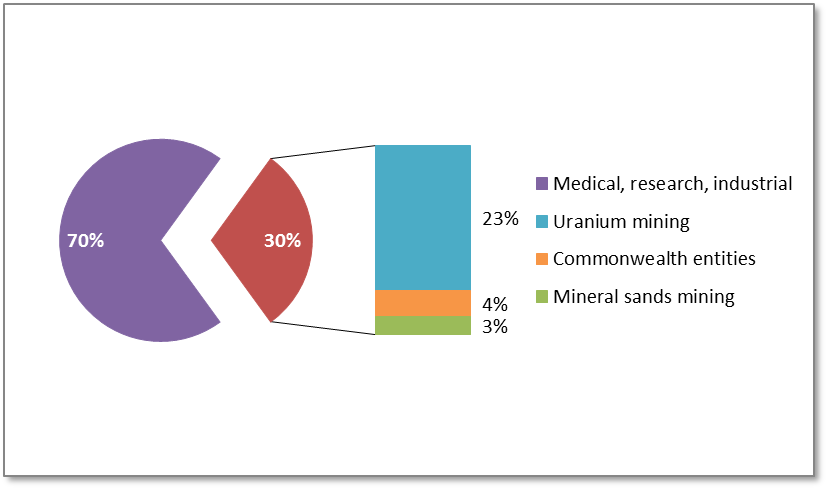 70%
30%
23%
4%
3%
Medical, research, industrial
Uranium mining
Commonwealth entities
Mineral sands mining